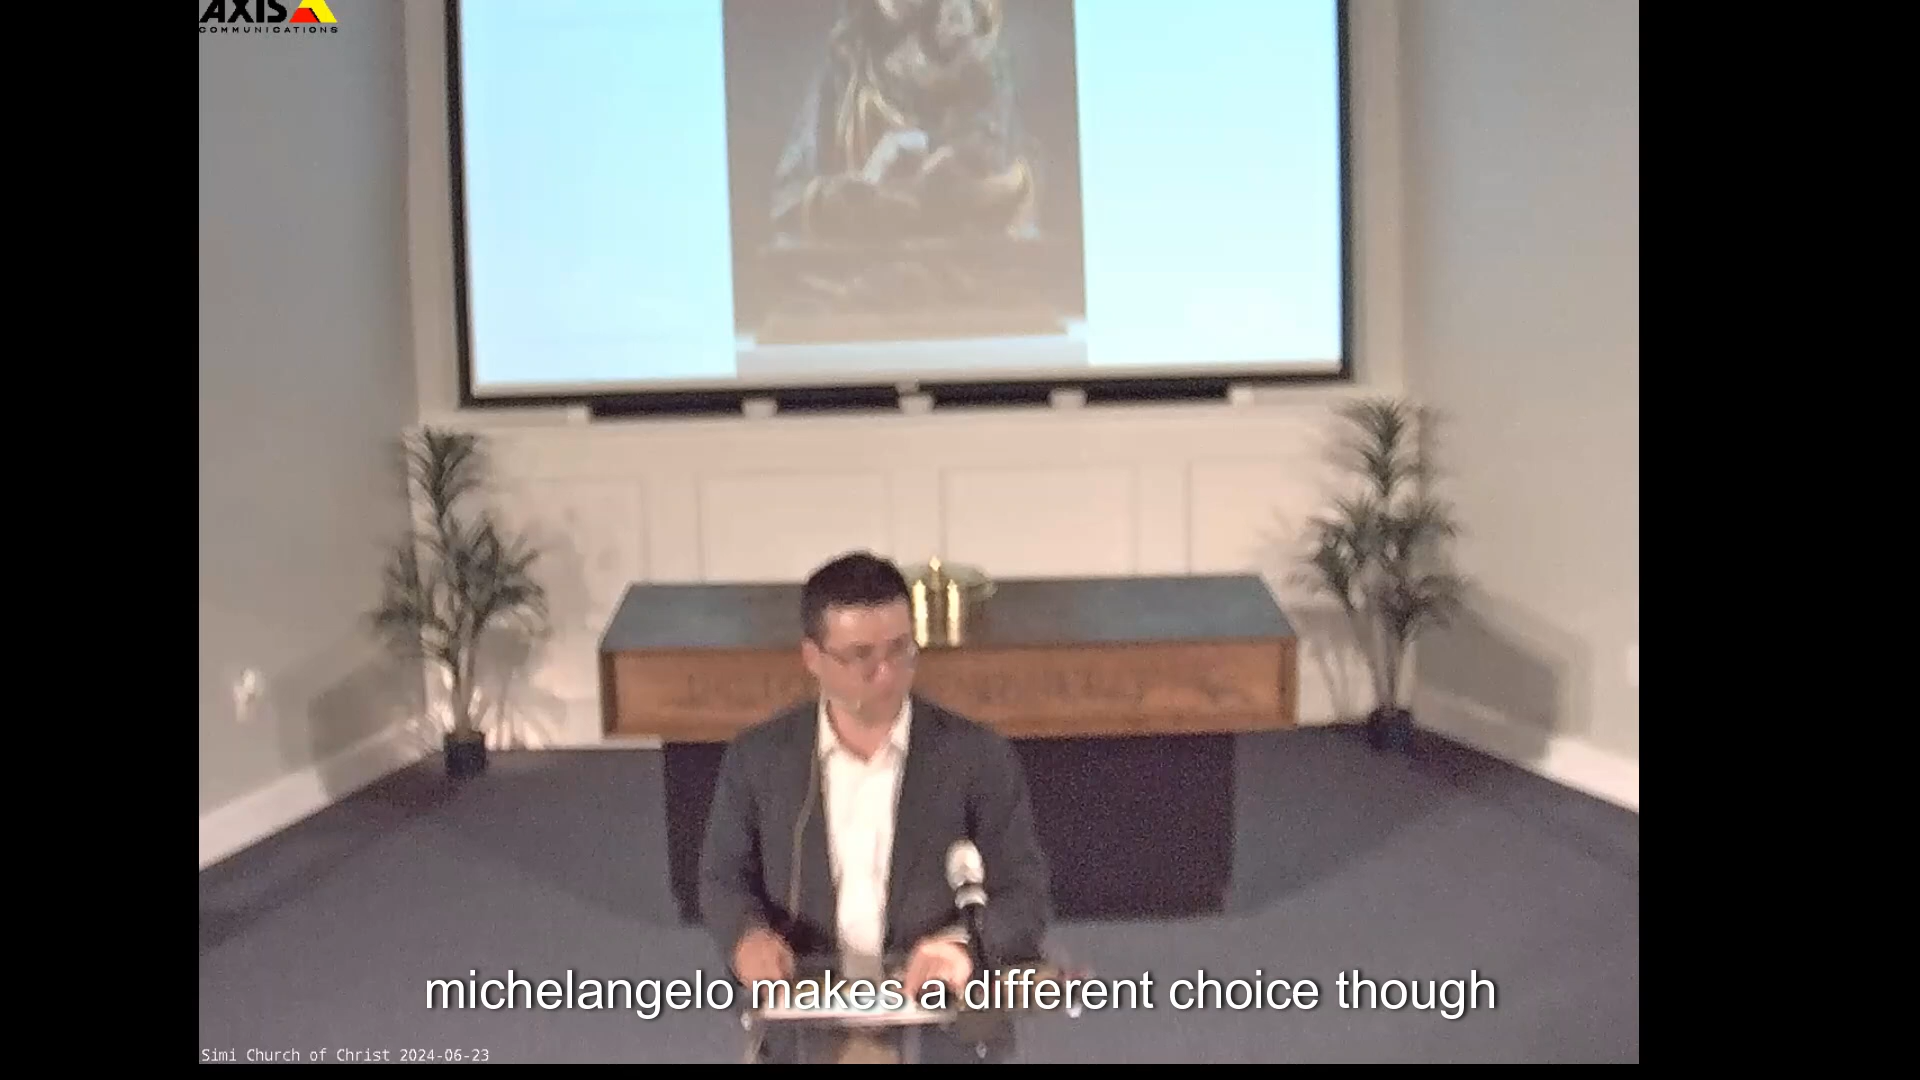 AXIS
COMMUNICATIONS
michelangelo makes a different choice though
Simi Church of Christ 2024-06-23